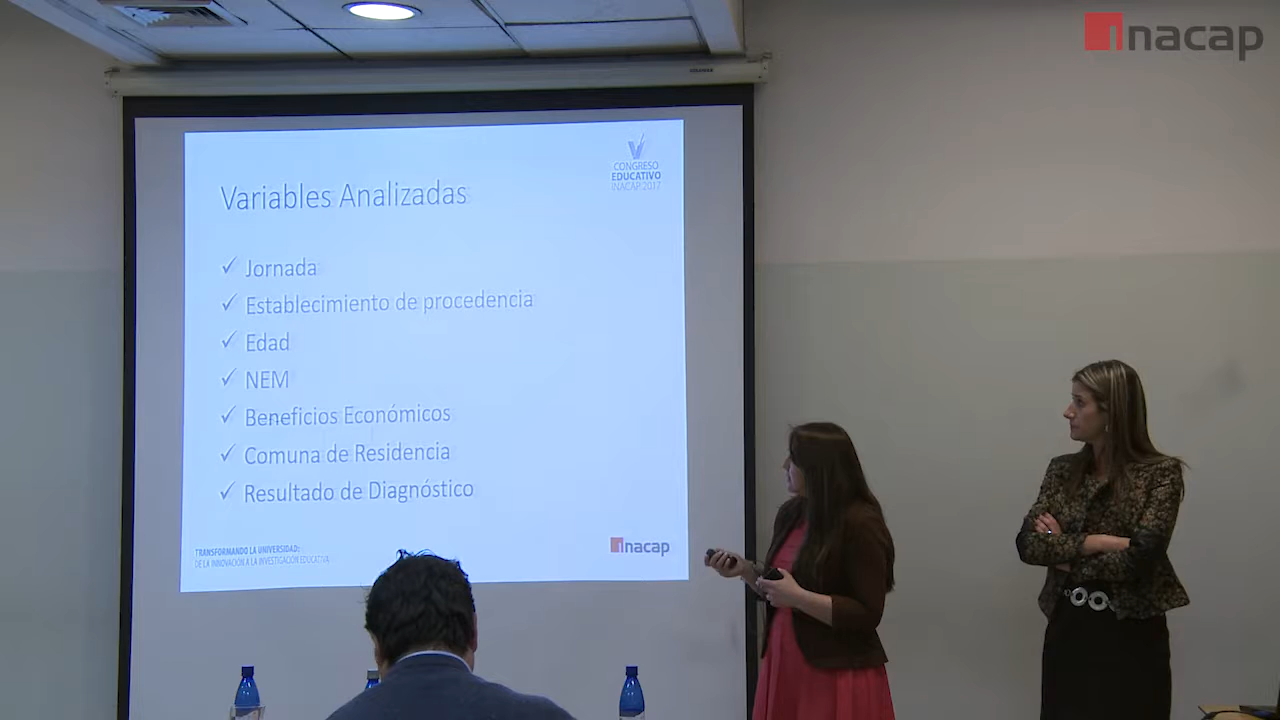 inacap
CONGRESO
EDUCATIVO
INACAP 2017
Variables Analizadas
Jornada
Establecimiento de procedencia
Edad
NEM
Beneficios Económicos
Comuna de Residencia
Resultado de Diagnóstico
TRANSFORMANDO LA UNIVERSIDAD:
DE LA INNOVACIÓN A LA INVESTIGACIÓN EDUCATIVA
inacap